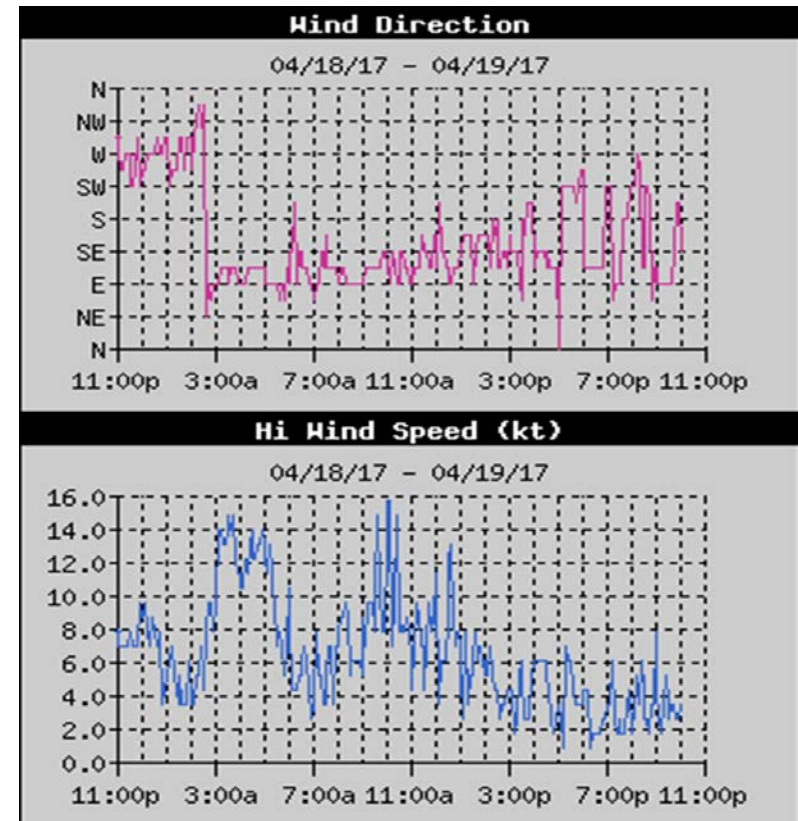 Wind Direction
04/18/17 - 04/19/17
N
NW
W
SW
S
SE
E
NE
N
11:00p 3:00a 7:00a 11:00a 3:00p 7:00p 11:00p
Hi Wind Speed (kt)
04/18/17 - 04/19/17
16.0
14.0
12.0
10.0
8.0
6.0
4.0
2.0
0.0
11:00p 3:00a 7:00a 11:00a 3:00p 7:00p 11:00p